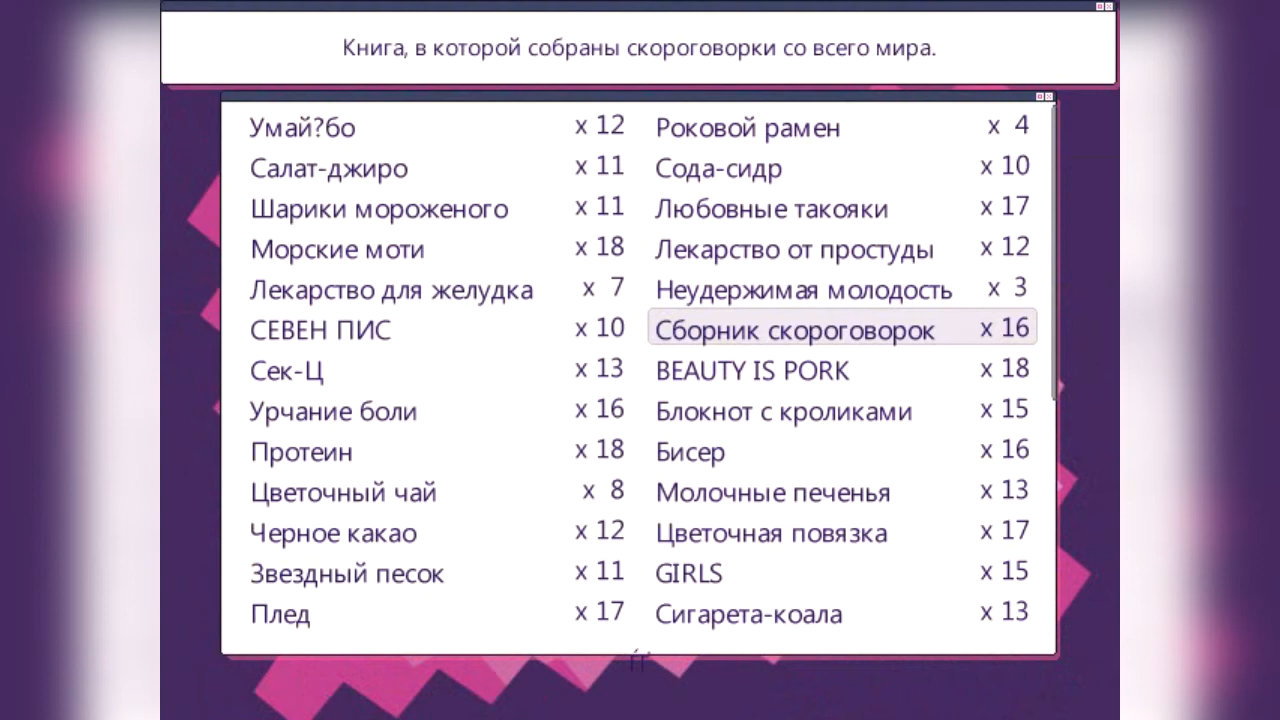 Книга, в которой собраны скороговорки со всего мира.
Умай?бо x 12 Роковой рамен x 4
Салат-джиро x 11 Сода-сидр x 10
Шарики мороженого x 11 Любовные такояки x 17
Морские моти x 18 Лекарство от простуды x 12
Лекарство для желудка x 7 Неудержимая молодость x 3
СЕВЕН ПИС x 10 Сборник скороговорок x 16
Сек-Ц x 13 BEAUTY IS PORK x 18
Урчание боли x 16 Блокнот с кроликами x 15
Протеин x 18 Бисер x 16
Цветочный чай x 8 Молочные печенья x 13
Черное какао x 12 Цветочная повязка x 17
Звездный песок x 11 GIRLS x 15
Плед x 17 Сигарета-коала x 13